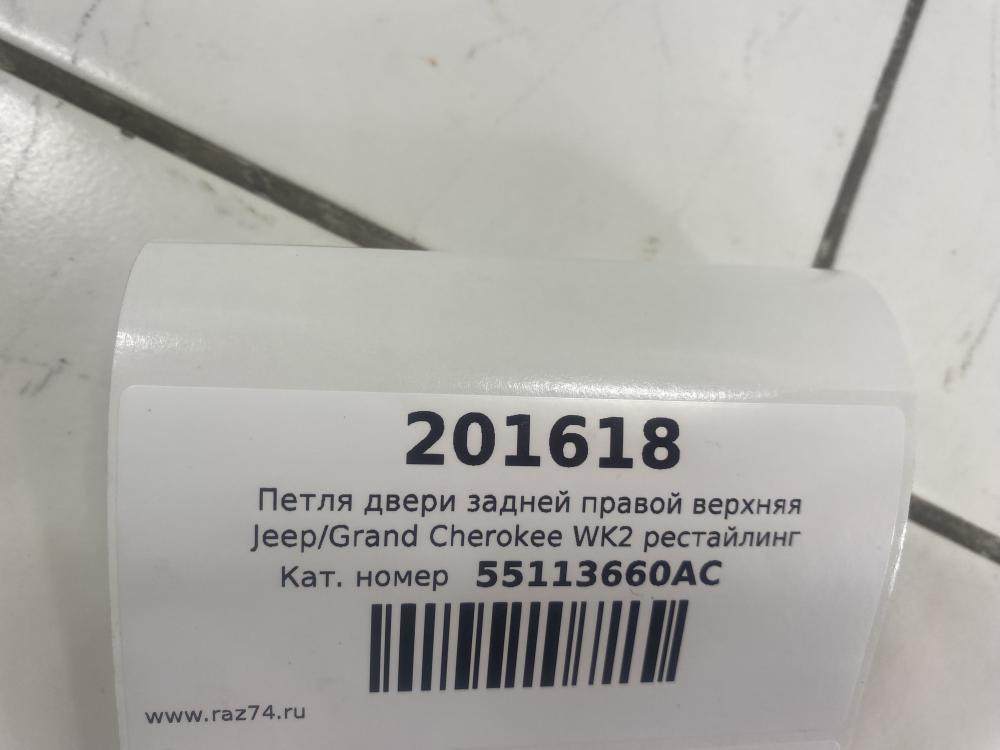 201618
Петля двери задней правой верхняя
Jeep/Grand Cherokee WK2 рестайлинг
Кат. номер 55113660AC
www.raz74.ru